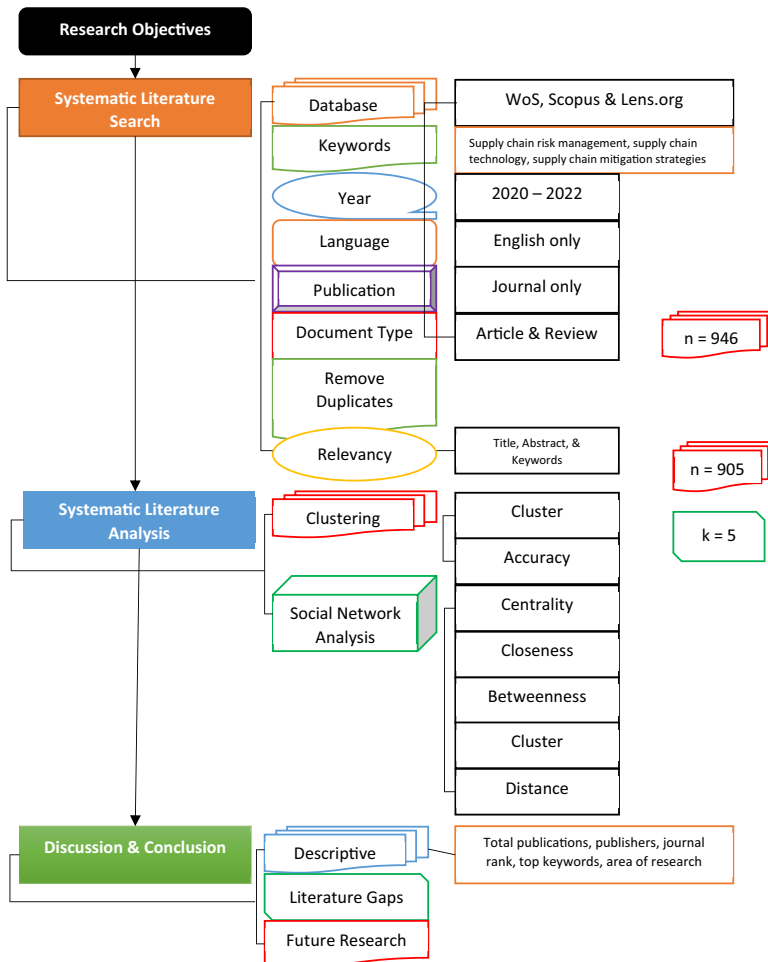 Research Objectives
Systematic Literature
Search
Database
WoS, Scopus & Lens.org
Keywords
Supply chain risk management, supply chain
technology, supply chain mitigation strategies
Year
2020 – 2022
Language
English only
Publication
Journal only
Document Type
Article & Review
n = 946
Remove
Duplicates
Relevancy
Title, Abstract, &
Keywords
n = 905
Systematic Literature
Analysis
Clustering
Cluster
Accuracy
k = 5
Social Network
Analysis
Centrality
Closeness
Betweenness
Cluster
Distance
Discussion & Conclusion
Descriptive
Total publications, publishers, journal
rank, top keywords, area of research
Literature Gaps
Future Research